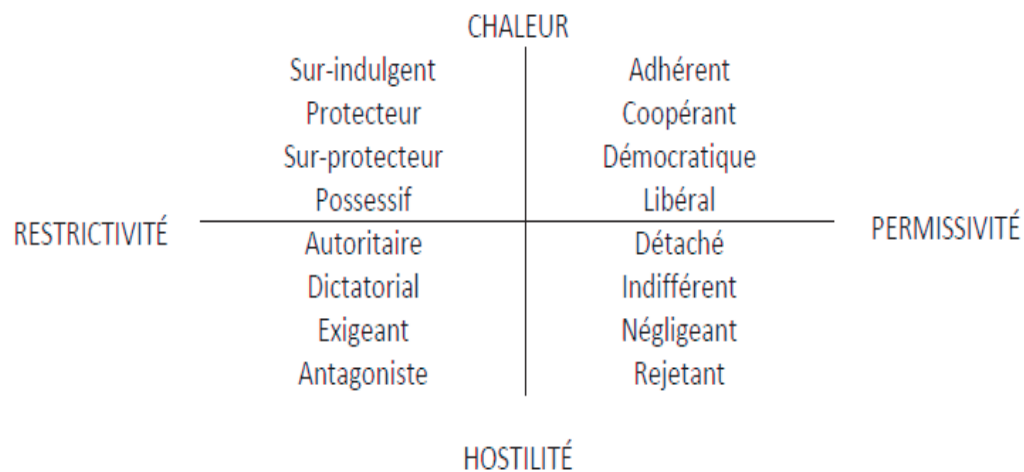 CHALEUR
Sur-indulgent Adhérent
Protecteur Coopérant
Sur-protecteur Démocratique
Possessif Libéral
RESTRICTIVITÉ PERMISSIVITÉ
Autoritaire Détaché
Dictatorial Indifférent
Exigeant Négligeant
Antagoniste Rejetant
HOSTILITÉ